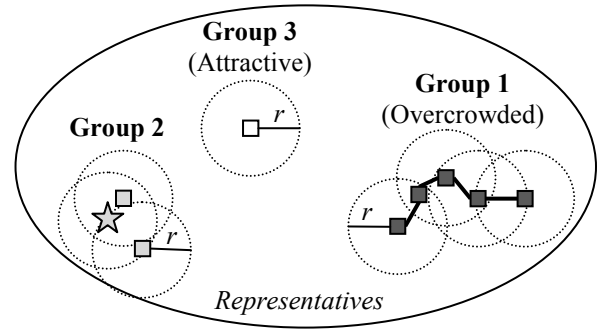 Group 3
(Attractive)
r
Group 1
(Overcrowded)
r
Group 2
r
Representatives